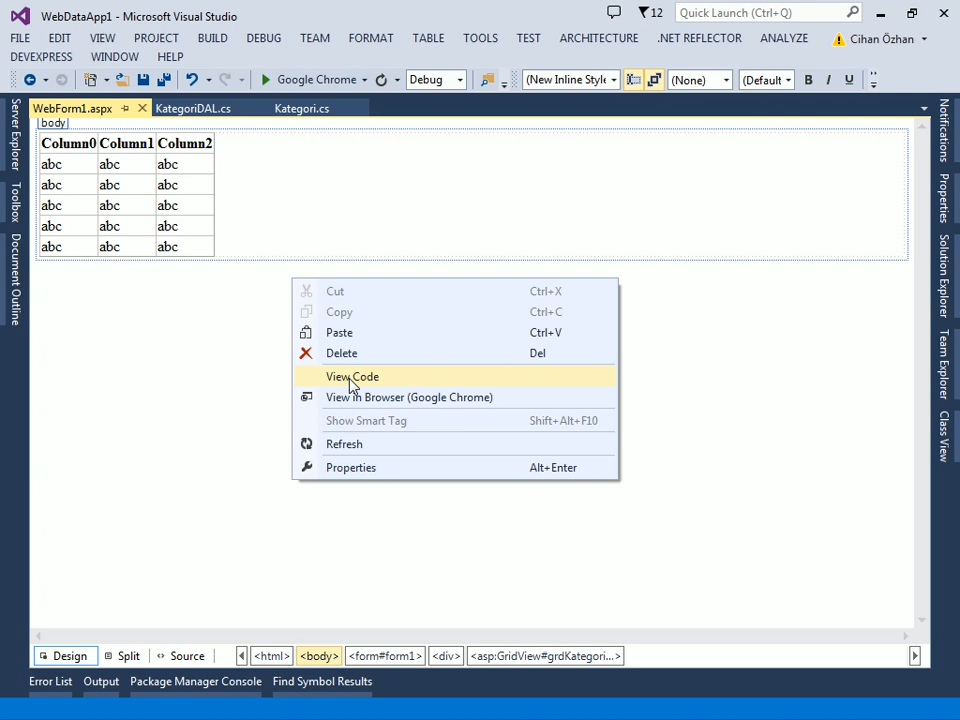 WebDataApp1 - Microsoft Visual Studio
12
Quick Launch (Ctrl+Q)
FILE EDIT VIEW PROJECT BUILD DEBUG TEAM FORMAT TABLE TOOLS TEST ARCHITECTURE .NET REFLECTOR ANALYZE
Cihan Özhan
DEVEXPRESS WINDOW HELP
Google Chrome Debug (New Inline Style (None) (Default B I U
WebForm1.aspx KategoriDAL.cs Kategori.cs
body
Column0 Column1 Column2
abc abc abc
abc abc abc
abc abc abc
abc abc abc
abc abc abc
Server Explorer
Toolbox
Document Outline
Notifications
Properties
Solution Explorer
Team Explorer
Class View
Cut Ctrl+X
Copy Ctrl+C
Paste Ctrl+V
Delete Del
View Code
View in Browser (Google Chrome)
Show Smart Tag Shift+Alt+F10
Refresh
Properties Alt+Enter
Design Split Source <html> <body> <form#form1> <div> <asp:GridView#grdKategori...>
Error List Output Package Manager Console Find Symbol Results